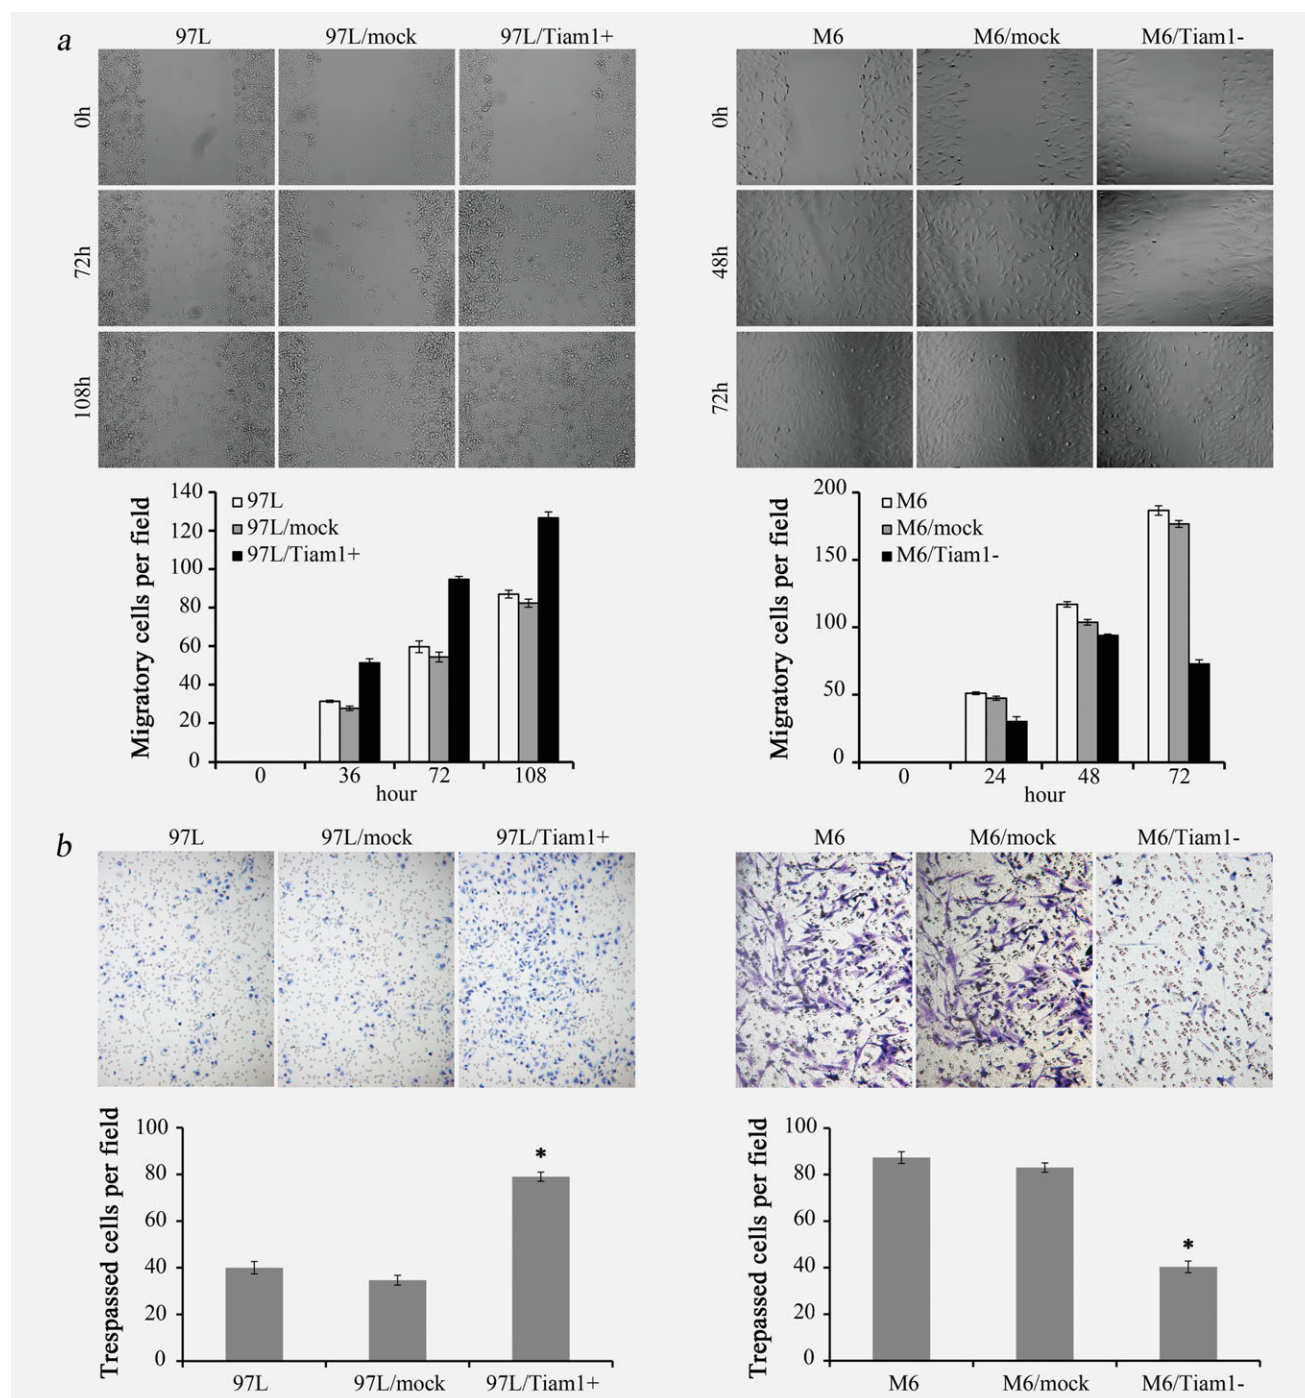 a
97L 97L/mock 97L/Tiam1+
0h
72h
108h
M6 M6/mock M6/Tiam1-
0h
48h
72h
Migratory cells per field
140
120
100
80
60
40
20
0
97L
97L/mock
97L/Tiam1+
0 36 72 108
hour
Migratory cells per field
200
150
100
50
0
M6
M6/mock
M6/Tiam1-
0 24 48 72
hour
b
97L 97L/mock 97L/Tiam1+
M6 M6/mock M6/Tiam1-
Trespassed cells per field
100
80
60
40
20
0
*
97L 97L/mock 97L/Tiam1+
Trepassed cells per field
100
80
60
40
20
0
*
M6 M6/mock M6/Tiam1-